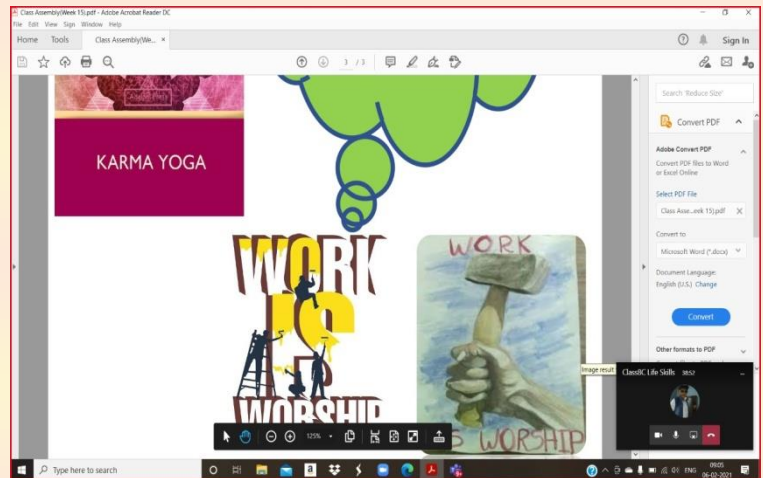 Class Assembly(Week 15).pdf - Adobe Acrobat Reader DC
File Edit View Sign Window Help
Home Tools Class Assembly(We... ×
Sign In
3 / 3
Search 'Reduce Size'
Convert PDF
Adobe Convert PDF
Convert PDF files to Word or Excel Online
Select PDF File
Class Asse...eek 15).pdf X
Convert to
Microsoft Word (*.docx)
Document Language:
English (U.S.) Change
Convert
Other formats to PDF
KARMA YOGA
WORK
IS
WORSHIP
WORK
IS WORSHIP
Image result
Class8C Life Skills 38:52
125%
Type here to search
ENG
09:05
06-02-2021